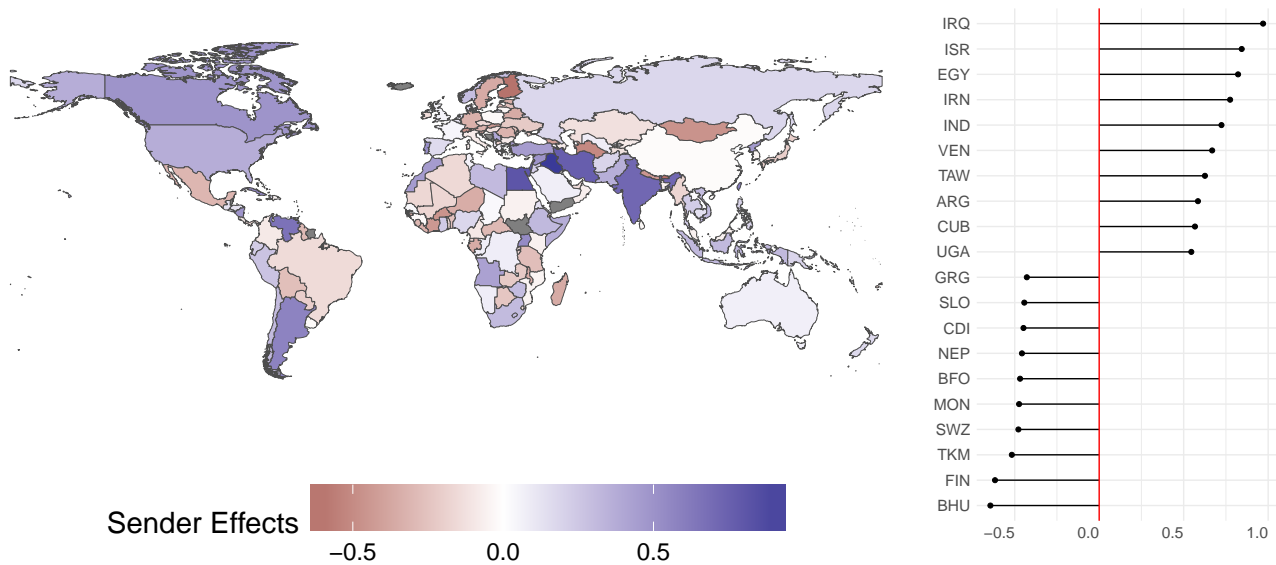 Sender Effects
−0.5 0.0 0.5
IRQ
ISR
EGY
IRN
IND
VEN
TAW
ARG
CUB
UGA
GRG
SLO
CDI
NEP
BFO
MON
SWZ
TKM
FIN
BHU
−0.5 0.0 0.5 1.0